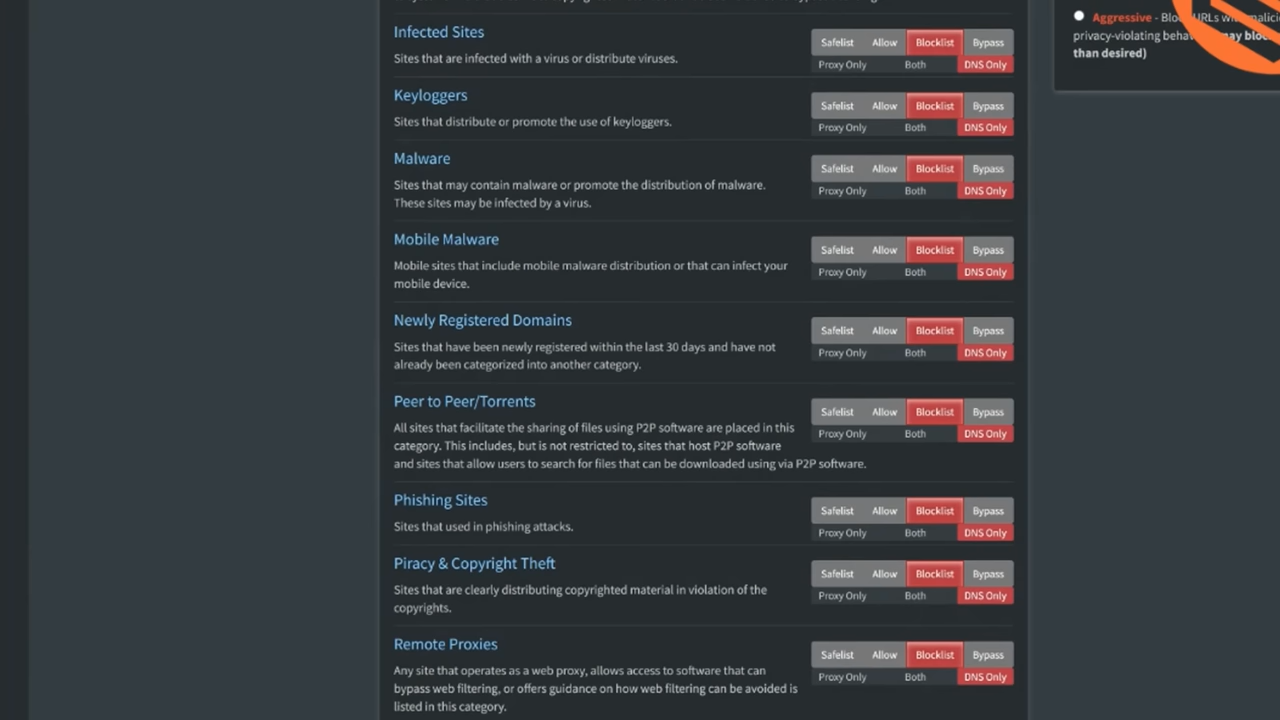 Infected Sites
Sites that are infected with a virus or distribute viruses.
Safelist Allow Blocklist Bypass
Proxy Only Both DNS Only
Keyloggers
Sites that distribute or promote the use of keyloggers.
Safelist Allow Blocklist Bypass
Proxy Only Both DNS Only
Malware
Sites that may contain malware or promote the distribution of malware.
These sites may be infected by a virus.
Safelist Allow Blocklist Bypass
Proxy Only Both DNS Only
Mobile Malware
Mobile sites that include mobile malware distribution or that can infect your
mobile device.
Safelist Allow Blocklist Bypass
Proxy Only Both DNS Only
Newly Registered Domains
Sites that have been newly registered within the last 30 days and have not
already been categorized into another category.
Safelist Allow Blocklist Bypass
Proxy Only Both DNS Only
Peer to Peer/Torrents
All sites that facilitate the sharing of files using P2P software are placed in this
category. This includes, but is not restricted to, sites that host P2P software
and sites that allow users to search for files that can be downloaded using via P2P software.
Safelist Allow Blocklist Bypass
Proxy Only Both DNS Only
Phishing Sites
Sites that used in phishing attacks.
Safelist Allow Blocklist Bypass
Proxy Only Both DNS Only
Piracy & Copyright Theft
Sites that are clearly distributing copyrighted material in violation of the
copyrights.
Safelist Allow Blocklist Bypass
Proxy Only Both DNS Only
Remote Proxies
Any site that operates as a web proxy, allows access to software that can
bypass web filtering, or offers guidance on how web filtering can be avoided is
listed in this category.
Safelist Allow Blocklist Bypass
Proxy Only Both DNS Only
Aggressive - URLs
privacy-violating
than desired)